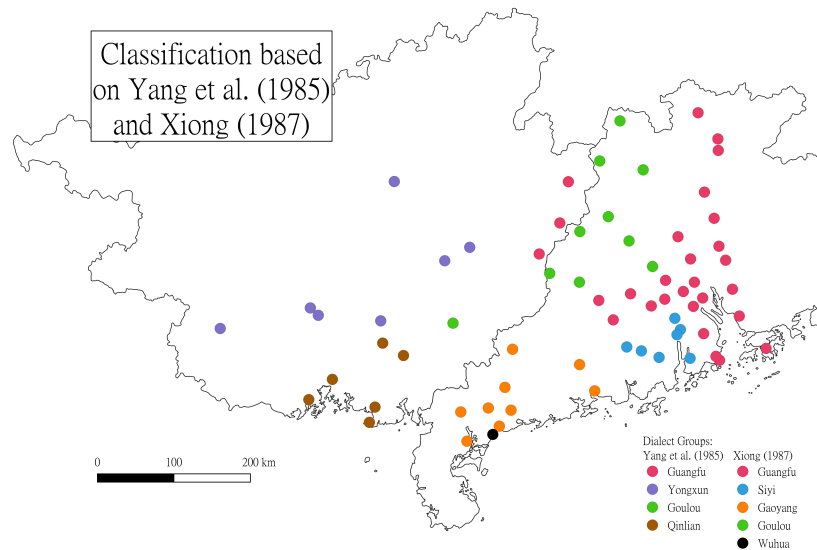 Classification based
on Yang et al. (1985)
and Xiong (1987)
0 100 200 km
Dialect Groups:
Yang et al. (1985) Xiong (1987)
Guangfu Guangfu
Yongxun Siyi
Goulou Gaoyang
Qinlian Goulou
Wuhua